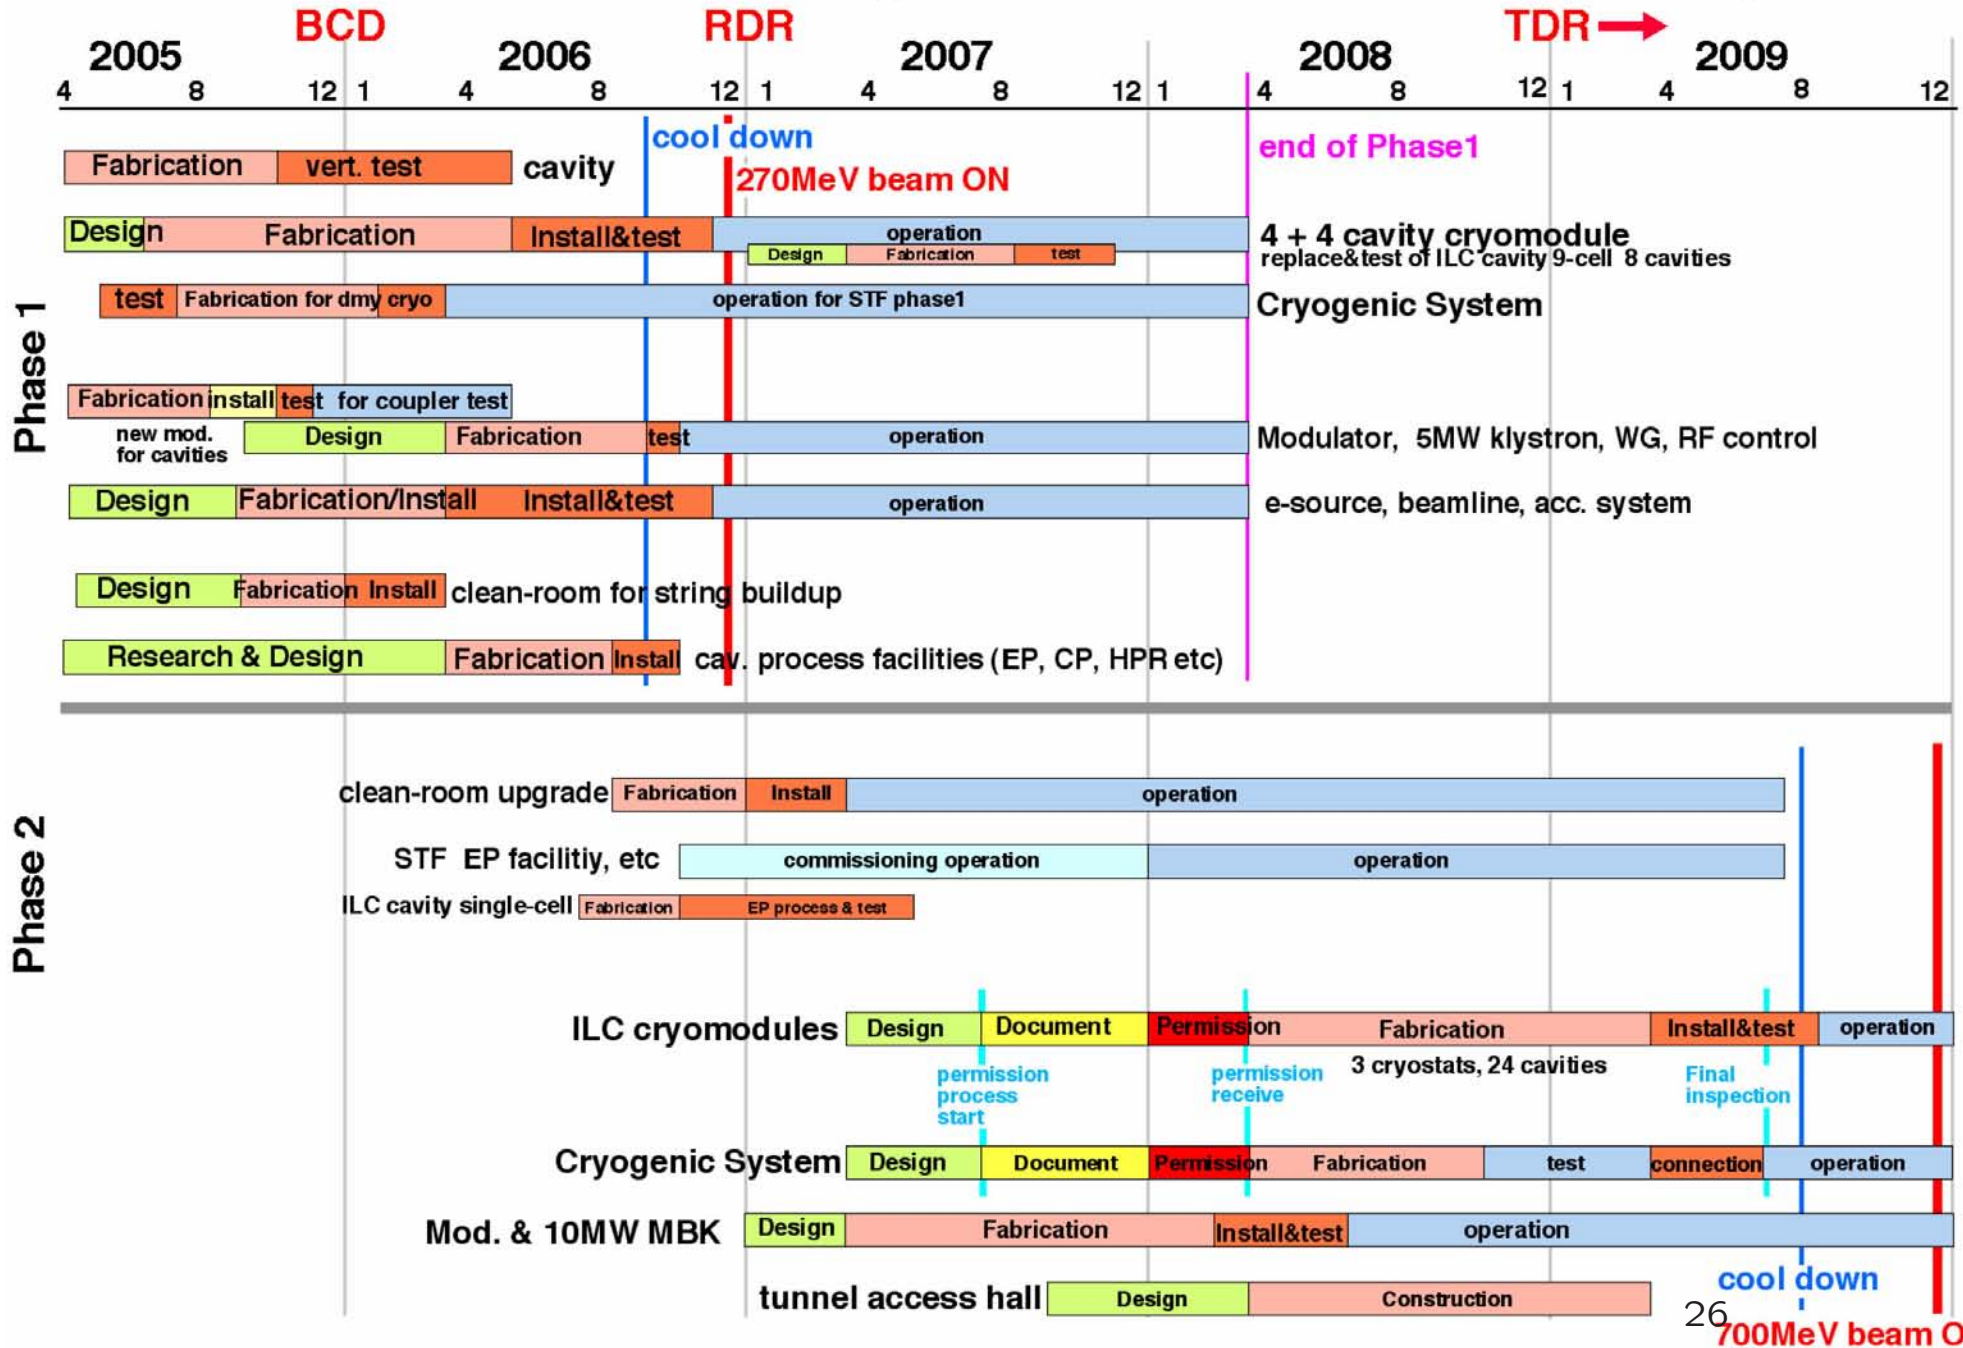 BCD RDR TDR
2005 2006 2007 2008 2009
4 8 12 1 4 8 12 1 4 8 12 1 4 8 12 1 4 8 12
cool down
end of Phase1
Fabrication vert. test cavity
270MeV beam ON
Phase 1
Design Fabrication Install&test operation 4 + 4 cavity cryomodule
Design Fabrication test replace&test of ILC cavity 9-cell 8 cavities
test Fabrication for dmy cryo operation for STF phase1 Cryogenic System
Fabrication install test for coupler test
new mod.
for cavities
Design Fabrication test operation Modulator, 5MW klystron, WG, RF control
Design Fabrication/Install Install&test operation e-source, beamline, acc. system
Design Fabrication Install clean-room for string buildup
Research & Design Fabrication Install cav. process facilities (EP, CP, HPR etc)
Phase 2
clean-room upgrade Fabrication Install operation
STF EP facilitiy, etc commissioning operation operation
ILC cavity single-cell Fabrication EP process & test
ILC cryomodules Design Document Permission Fabrication Install&test operation
3 cryostats, 24 cavities
permission
process
start
permission
receive
Final
inspection
Cryogenic System Design Document Permission Fabrication test connection operation
Mod. & 10MW MBK Design Fabrication Install&test operation
tunnel access hall Design Construction
cool down
26
700MeV beam O